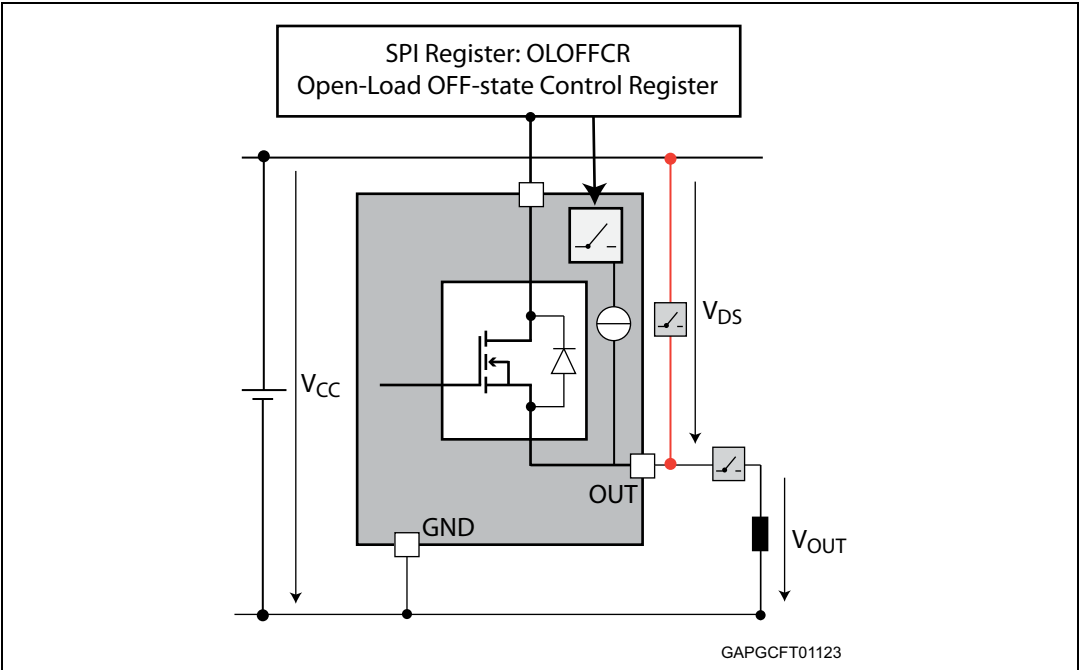 SPI Register: OLOFFCR
Open-Load OFF-state Control Register
VDS
VCC
OUT
GND
VOUT
GAPGCFT01123